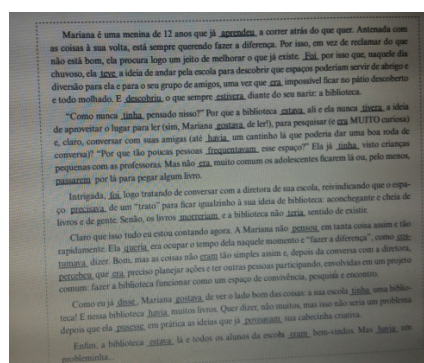 Mariana é uma menina de 12 anos que já aprendeu a correr atrás do que quer. Antenada com
as coisas à sua volta, está sempre querendo fazer a diferença. Por isso, em vez de reclamar do que
não está bom, ela procura logo um jeito de melhorar o que já existe. Foi por isso que, naquele dia
chuvoso, ela teve a ideia de andar pela escola para descobrir que espaços poderiam servir de abrigo e
diversão para ela e para o seu grupo de amigos, uma vez que era impossível ficar no pátio descoberto
e todo molhado. E descobriu o que sempre estivera diante do seu nariz: a biblioteca.
"Como nunca tinha pensado nisso?" Por que a biblioteca estava ali e ela nunca tivera a ideia
de aproveitar o lugar para ler (sim, Mariana gostava de ler!), para pesquisar (e era MUITO curiosa)
e, claro, conversar com suas amigas (até havia um cantinho lá que poderia dar uma boa roda de
conversa)? "Por que tão poucas pessoas frequentavam esse espaço?" Ela já tinha visto crianças
pequenas com as professoras. Mas não era muito comum os adolescentes ficarem lá ou, pelo menos,
passarem por lá para pegar algum livro.
Intrigada, foi logo tratando de conversar com a diretora de sua escola, reivindicando que o espa-
ço precisava de um "trato" para ficar igualzinho à sua ideia de biblioteca: aconchegante e cheia de
livros e de gente. Senão, os livros morreriam e a biblioteca não teria sentido de existir.
Claro que isso tudo eu estou contando agora. A Mariana não pensou em tanta coisa assim e tão
rapidamente. Ela queria era ocupar o tempo dela naquele momento e "fazer a diferença", como cos-
tumava dizer. Bom, mas as coisas não eram tão simples assim e, depois da conversa com a diretora,
percebeu que era preciso planejar ações e ter outras pessoas participando, envolvidas em um projeto
comum: fazer a biblioteca funcionar como um espaço de convivência, pesquisa e encontro.
Como eu já disse, Mariana gostava de ver o lado bom das coisas: a sua escola tinha uma biblio-
teca! E nessa biblioteca havia muitos livros. Quer dizer, não muitos, mas isso não seria um problema
depois que ela pusesse em prática as ideias que já povoavam sua cabecinha criativa.
Enfim, a biblioteca estava lá e todos os alunos da escola eram bem-vindos. Mas havia um
probleminha...